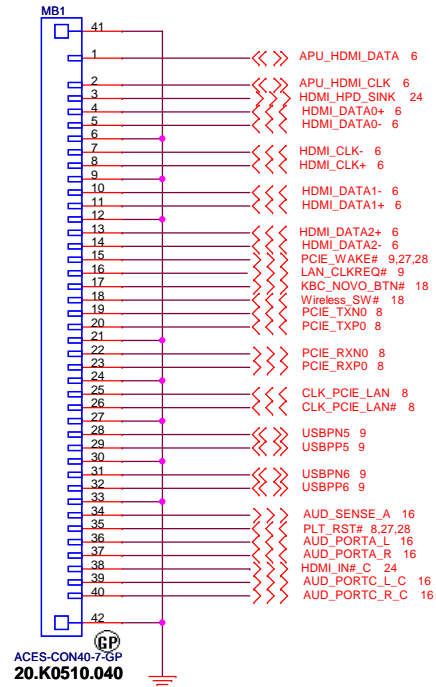 MB1
41
1 APU_HDMI_DATA 6
2 APU_HDMI_CLK 6
3 HDMI_HPD_SINK 24
4 HDMI_DATA0+ 6
5 HDMI_DATA0- 6
6
7 HDMI_CLK- 6
8 HDMI_CLK+ 6
9
10 HDMI_DATA1- 6
11 HDMI_DATA1+ 6
12
13 HDMI_DATA2+ 6
14 HDMI_DATA2- 6
15 PCIE_WAKE# 9,27,28
16 LAN_CLKREQ# 9
17 KBC_NOVO_BTN# 18
18 Wireless_SW# 18
19 PCIE_TXN0 8
20 PCIE_TXP0 8
21
22 PCIE_RXN0 8
23 PCIE_RXP0 8
24
25 CLK_PCIE_LAN 8
26 CLK_PCIE_LAN# 8
27
28 USBPN5 9
29 USBPP5 9
30
31 USBPN6 9
32 USBPP6 9
33
34 AUD_SENSE_A 16
35 PLT_RST# 8,27,28
36 AUD_PORTA_L 16
37 AUD_PORTA_R 16
38 HDMI_IN#_C 24
39 AUD_PORTC_L_C 16
40 AUD_PORTC_R_C 16
42
GP
ACES-CON40-7-GP
20.K0510.040